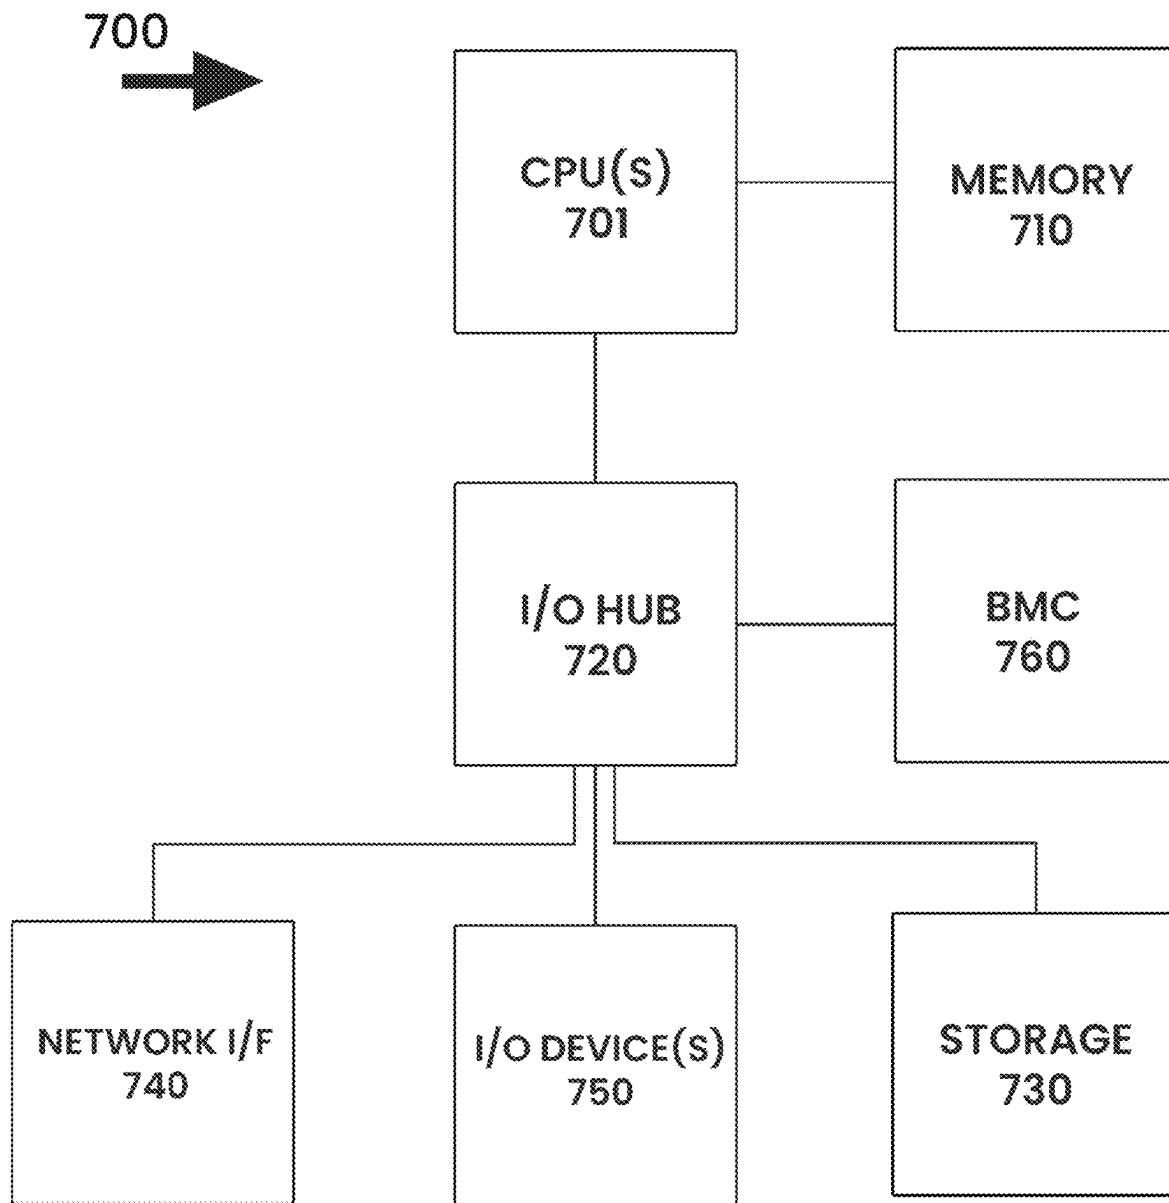 700
CPU(S)
701
MEMORY
710
I/O HUB
720
BMC
760
NETWORK I/F
740
I/O DEVICE(S)
750
STORAGE
730